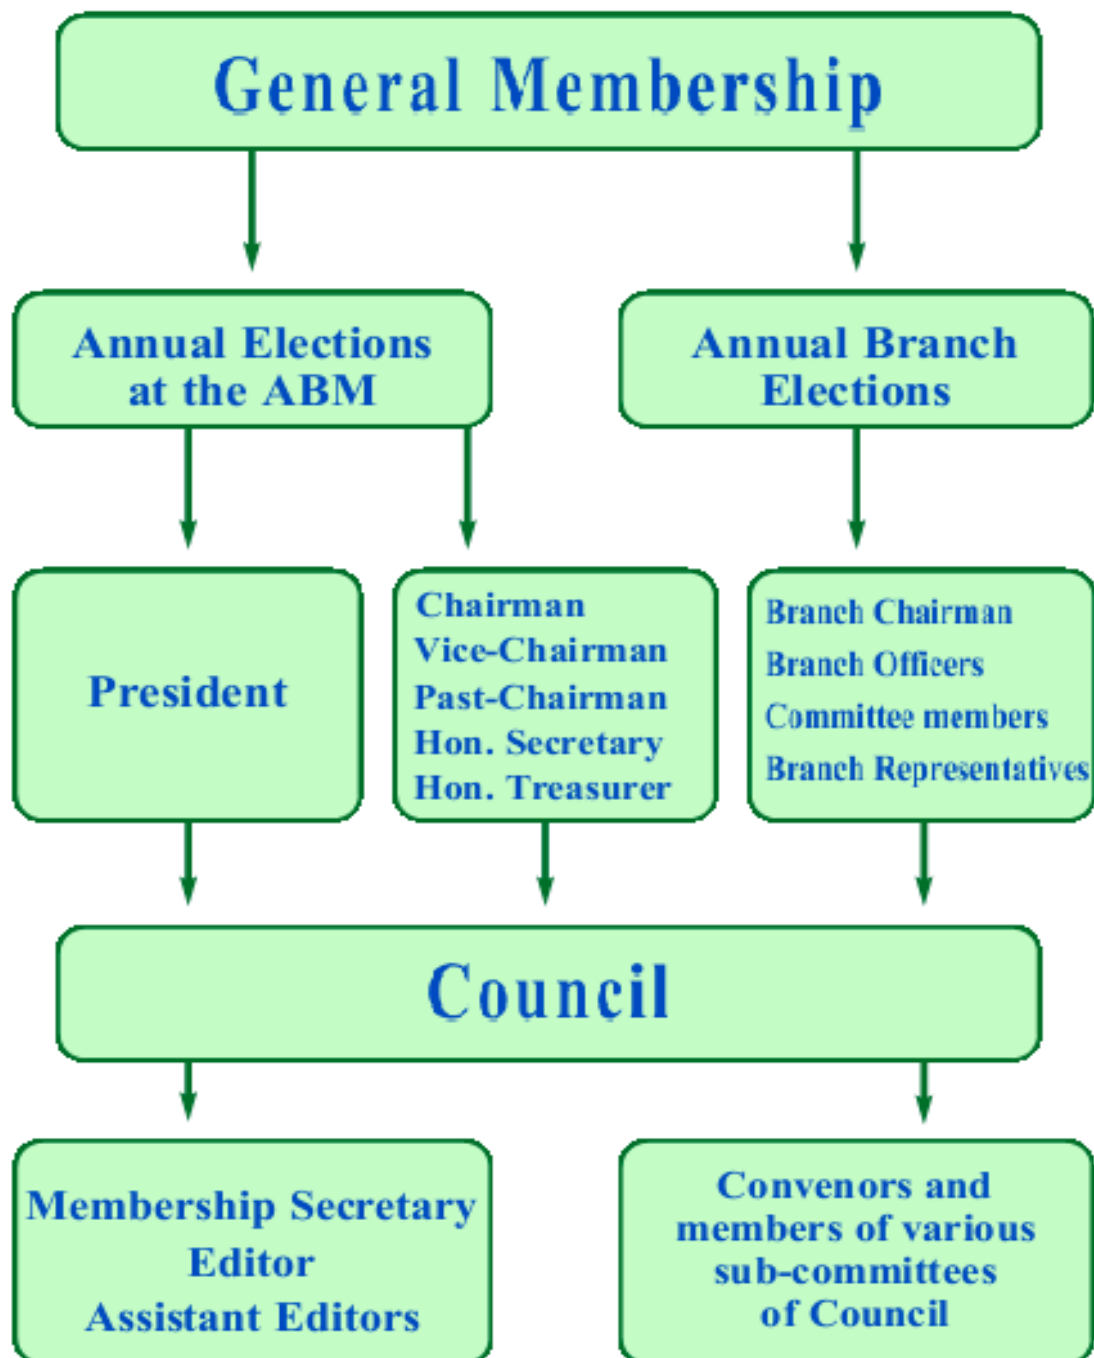 General Membership
Annual Elections
at the ABM
Annual Branch
Elections
President
Chairman
Vice-Chairman
Past-Chairman
Hon. Secretary
Hon. Treasurer
Branch Chairman
Branch Officers
Committee members
Branch Representatives
Council
Membership Secretary
Editor
Assistant Editors
Convenors and
members of various
sub-committees
of Council